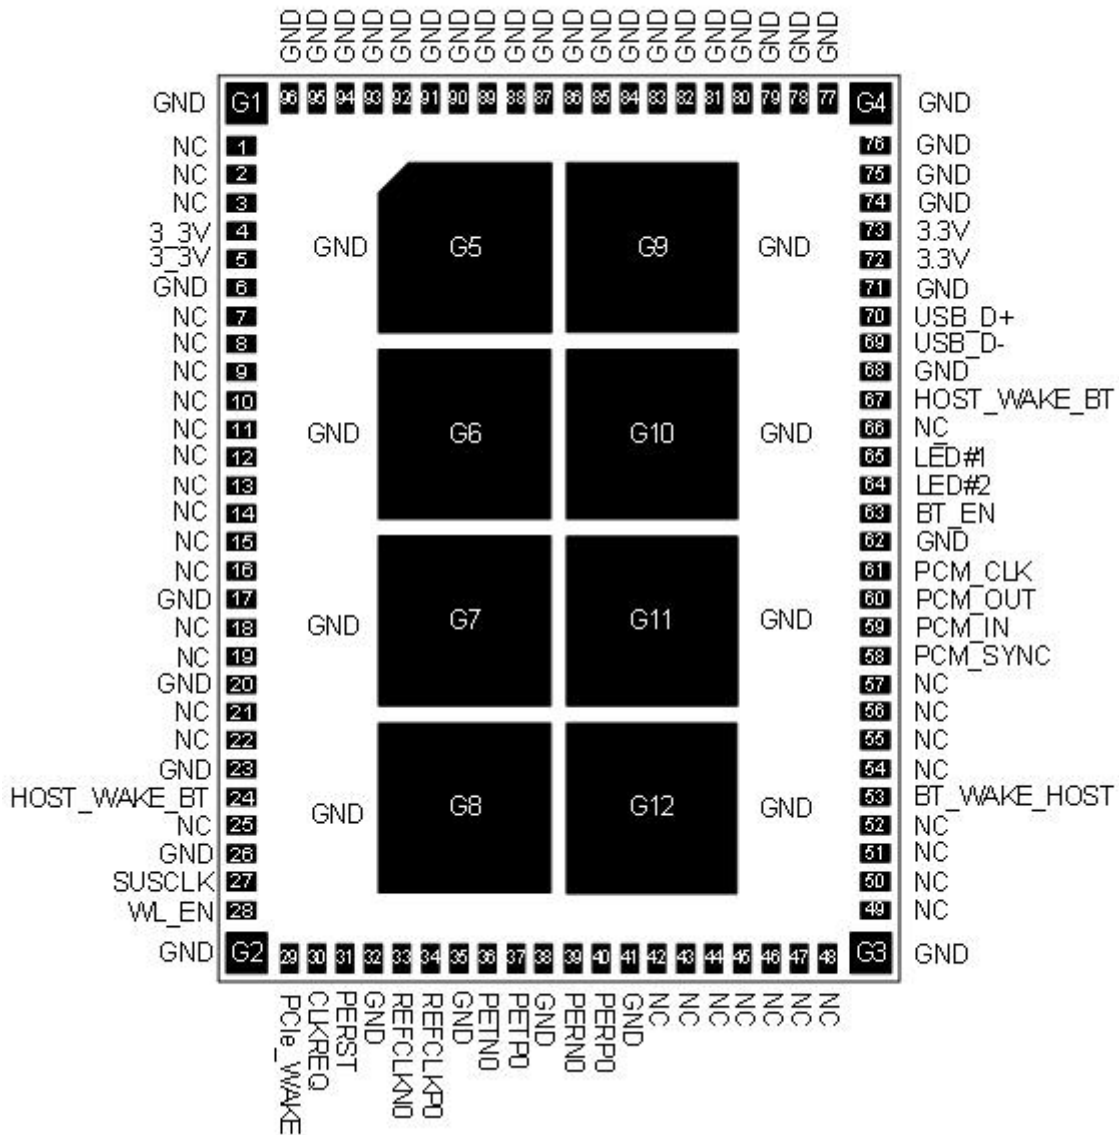 GND GND GND GND GND GND GND GND GND GND GND GND GND GND GND GND GND GND GND GND
GND G1 96 95 94 93 92 91 90 89 88 87 86 85 84 83 82 81 80 79 78 77 G4 GND
NC 1 76 GND
NC 2 75 GND
NC 3 74 GND
3_3V 4 73 3.3V
3_3V 5 72 3.3V
GND G5 G9 GND
GND 6 71 GND
NC 7 70 USB_D+
NC 8 69 USB_D-
NC 9 68 GND
NC 10 67 HOST_WAKE_BT
NC 11 66 NC_
GND G6 G10 GND
NC 12 65 LED#1
NC 13 64 LED#2
NC 14 63 BT_EN
NC 15 62 GND
NC 16 61 PCM_CLK
GND 17 60 PCM_OUT
GND G7 G11 GND
NC 18 59 PCM_IN
NC 19 58 PCM_SYNC
GND 20 57 NC
NC 21 56 NC
NC 22 55 NC
GND 23 54 NC
HOST_WAKE_BT 24 53 BT_WAKE_HOST
GND G8 G12 GND
NC 25 52 NC
GND 26 51 NC
SUSCLK 27 50 NC
WL_EN 28 49 NC
GND G2 29 30 31 32 33 34 35 36 37 38 39 40 41 42 43 44 45 46 47 48 G3 GND
PCIe_WAKE CLKREQ PERST GND REFCLKN0 REFCLKP0 GND PETN0 PETP0 GND PERN0 PERP0 GND NC NC NC NC NC NC NC